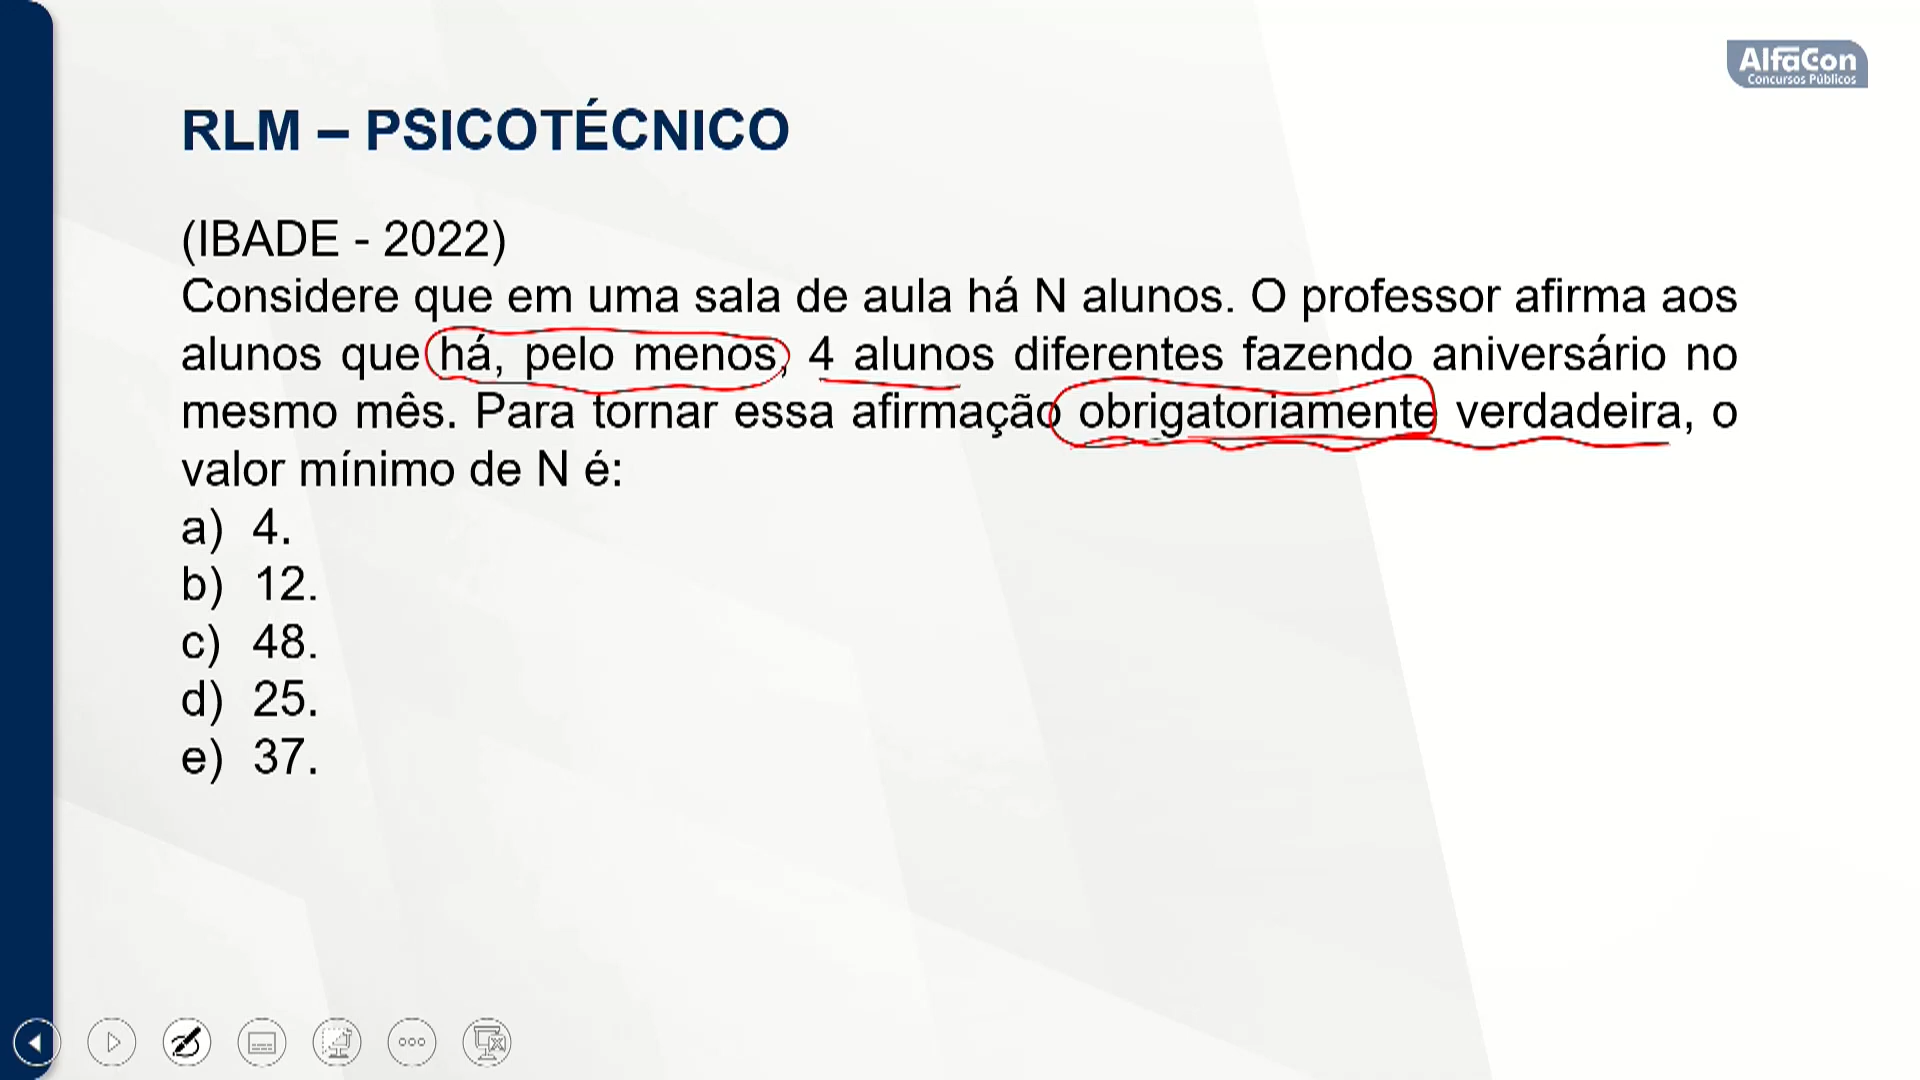 AlfaCon
Concursos Públicos
RLM – PSICOTÉCNICO
(IBADE - 2022)
Considere que em uma sala de aula há N alunos. O professor afirma aos
alunos que há, pelo menos, 4 alunos diferentes fazendo aniversário no
mesmo mês. Para tornar essa afirmação obrigatoriamente verdadeira, o
valor mínimo de N é:
a) 4.
b) 12.
c) 48.
d) 25.
e) 37.